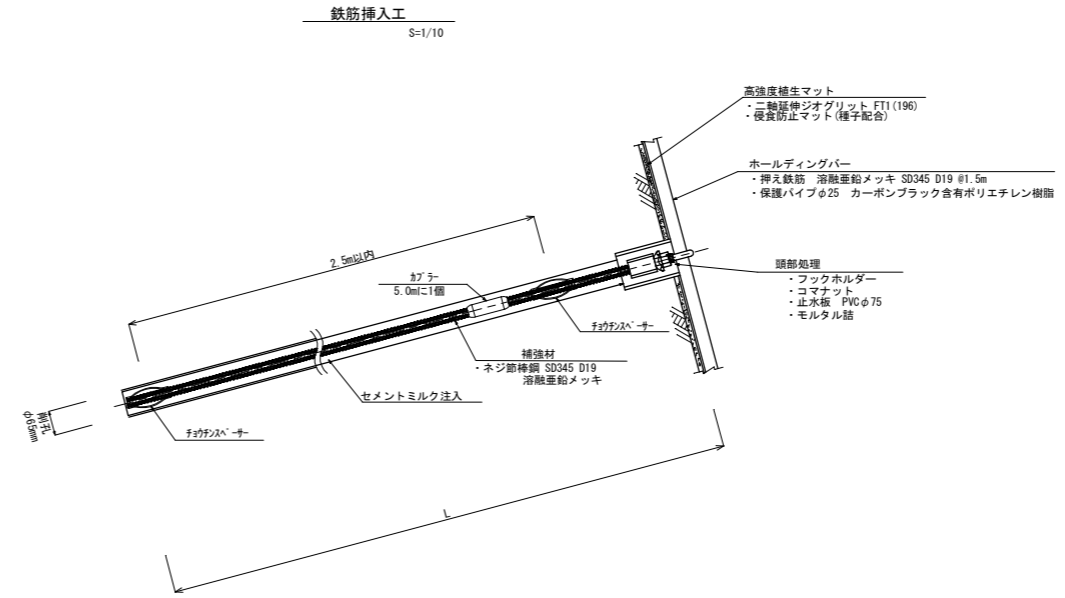 鉄筋挿入工
S=1/10
高強度植生マット
・二軸延伸ジオグリット FT1(196)
・侵食防止マット(種子配合)
ホールディングバー
・押え鉄筋　溶融亜鉛メッキ SD345 D19 @1.5m
・保護パイプφ25　カーボンブラック含有ポリエチレン樹脂
2.5m以内
カプラー
5.0mに1個
頭部処理
・フックホルダー
・コマナット
・止水板　PVCφ75
・モルタル詰
チョウチンスペーサー
補強材
・ネジ節棒鋼 SD345 D19
溶融亜鉛メッキ
セメントミルク注入
削孔
φ65mm
チョウチンスペーサー
L